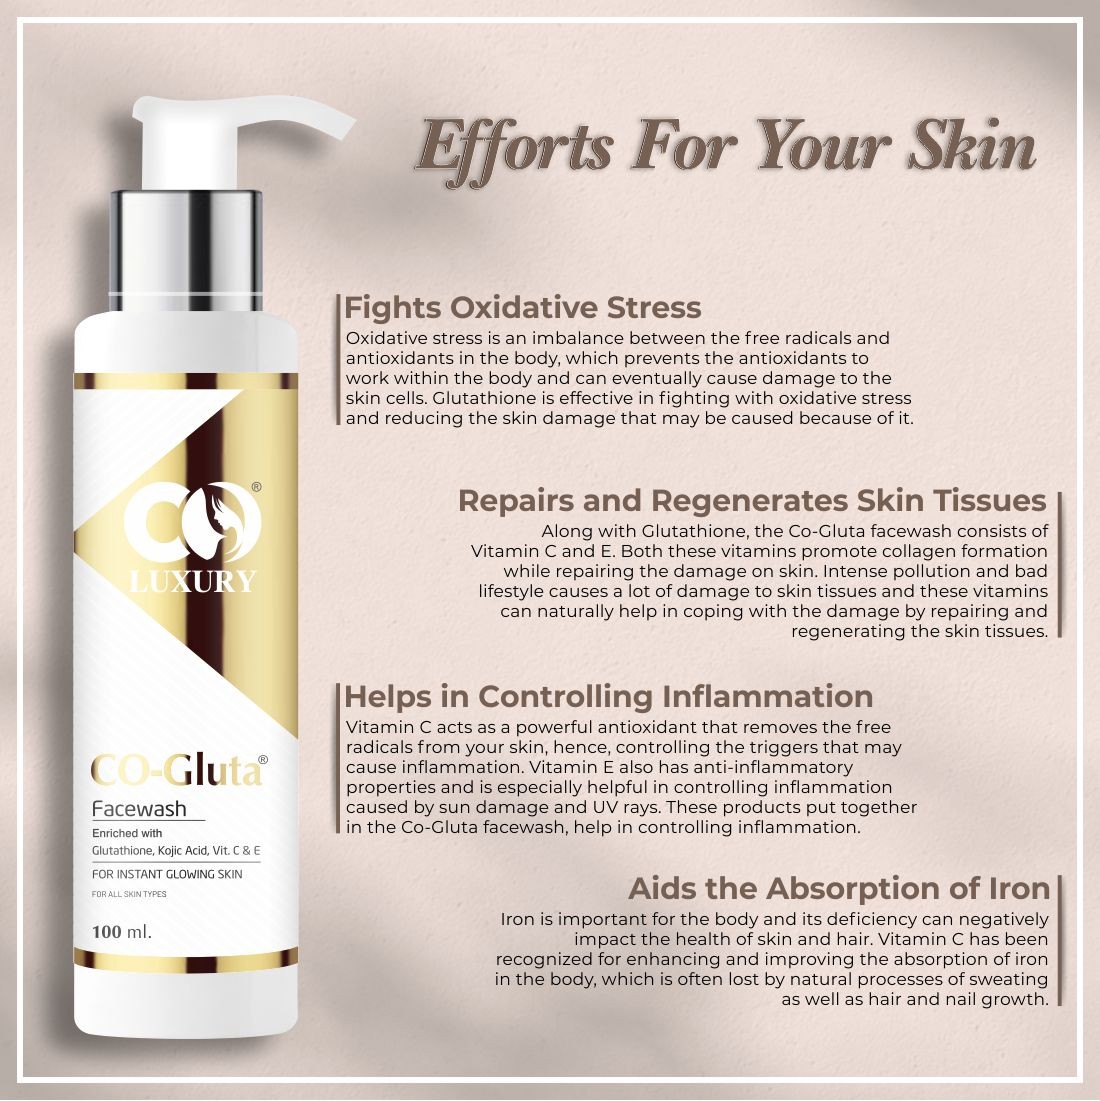 Efforts For Your Skin
Fights Oxidative Stress
Oxidative stress is an imbalance between the free radicals and
antioxidants in the body, which prevents the antioxidants to
work within the body and can eventually cause damage to the
skin cells. Glutathione is effective in fighting with oxidative stress
and reducing the skin damage that may be caused because of it.
Repairs and Regenerates Skin Tissues
Along with Glutathione, the Co-Gluta facewash consists of
Vitamin C and E. Both these vitamins promote collagen formation
while repairing the damage on skin. Intense pollution and bad
lifestyle causes a lot of damage to skin tissues and these vitamins
can naturally help in coping with the damage by repairing and
regenerating the skin tissues.
Helps in Controlling Inflammation
Vitamin C acts as a powerful antioxidant that removes the free
radicals from your skin, hence, controlling the triggers that may
cause inflammation. Vitamin E also has anti-inflammatory
properties and is especially helpful in controlling inflammation
caused by sun damage and UV rays. These products put together
in the Co-Gluta facewash, help in controlling inflammation.
Aids the Absorption of Iron
Iron is important for the body and its deficiency can negatively
impact the health of skin and hair. Vitamin C has been
recognized for enhancing and improving the absorption of iron
in the body, which is often lost by natural processes of sweating
as well as hair and nail growth.
CO®
LUXURY
CO-Gluta®
Facewash
Enriched with
Glutathione, Kojic Acid, Vit. C & E
FOR INSTANT GLOWING SKIN
FOR ALL SKIN TYPES
100 ml.